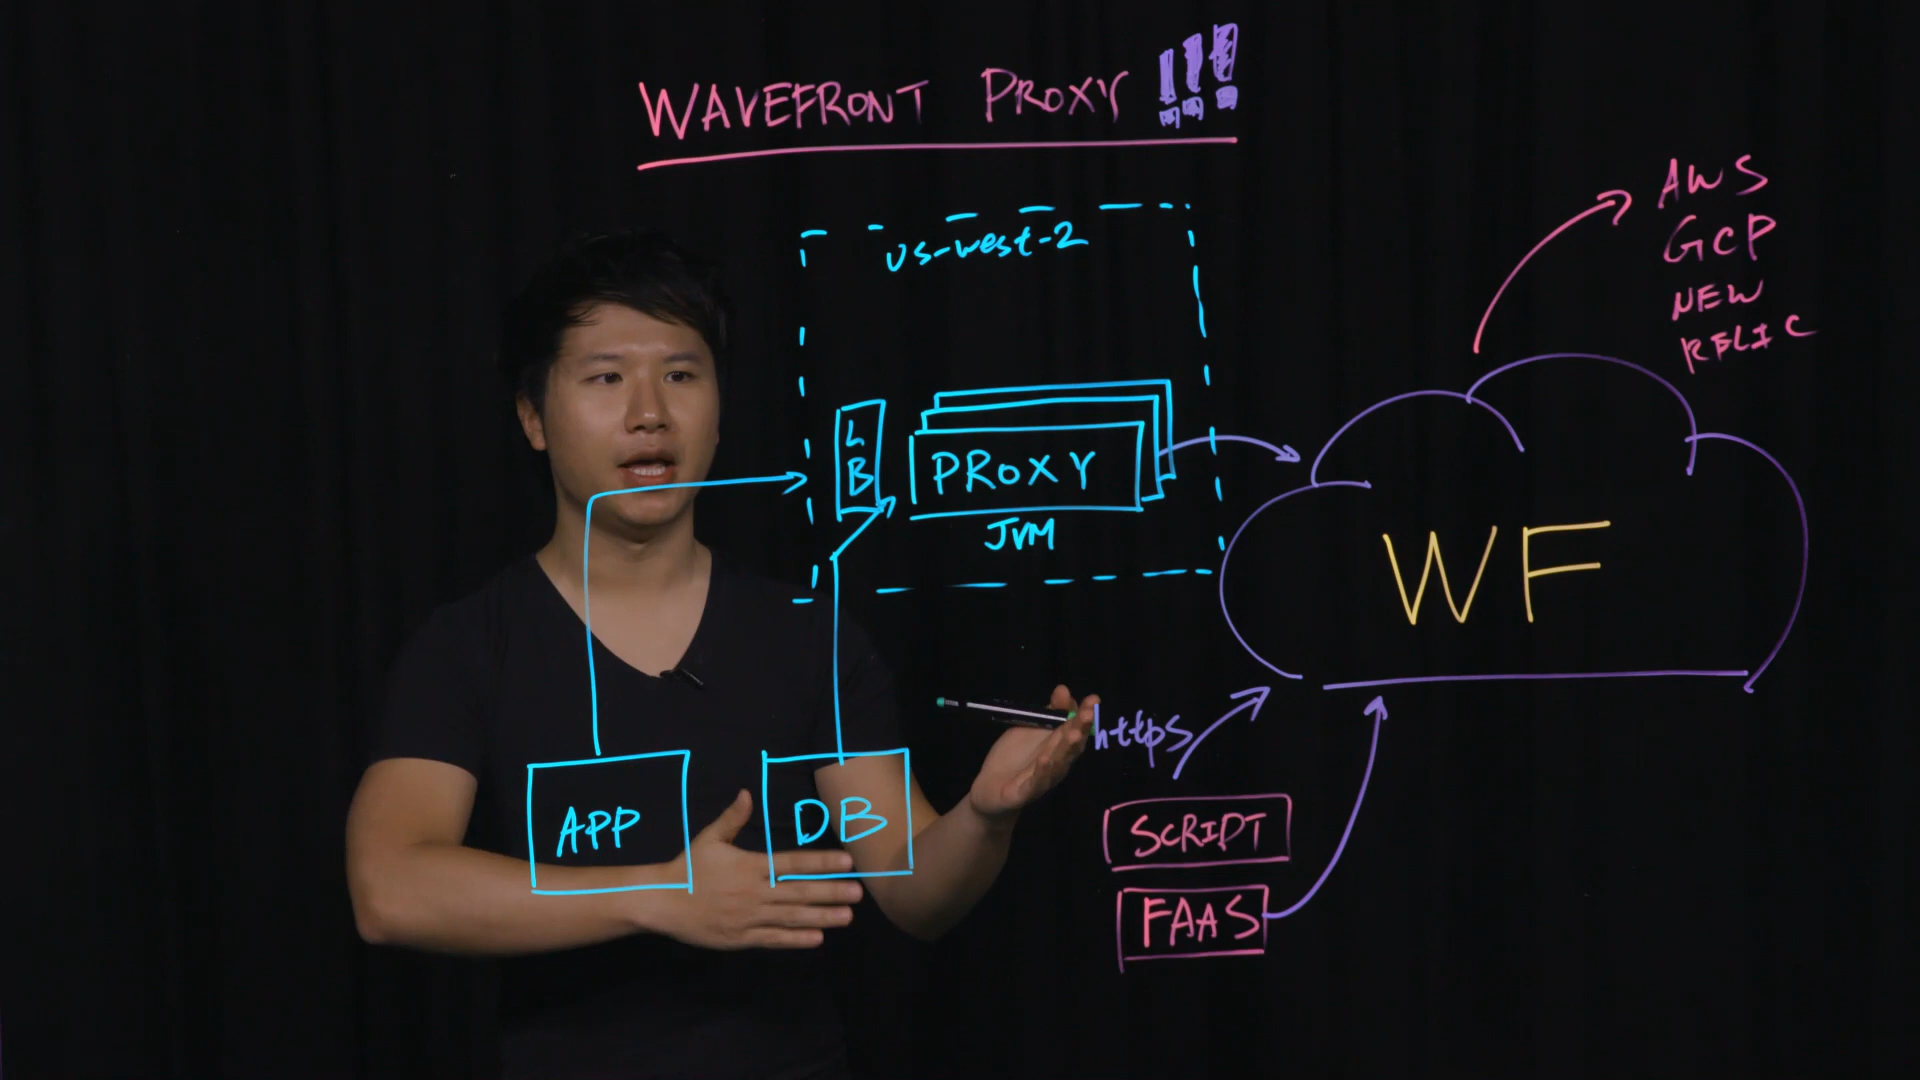 WAVEFRONT PROXY !!!
us-west-2
AWS
GCP
NEW
RELIC
LB
PROXY
JVM
WF
https
APP
DB
SCRIPT
FAAS